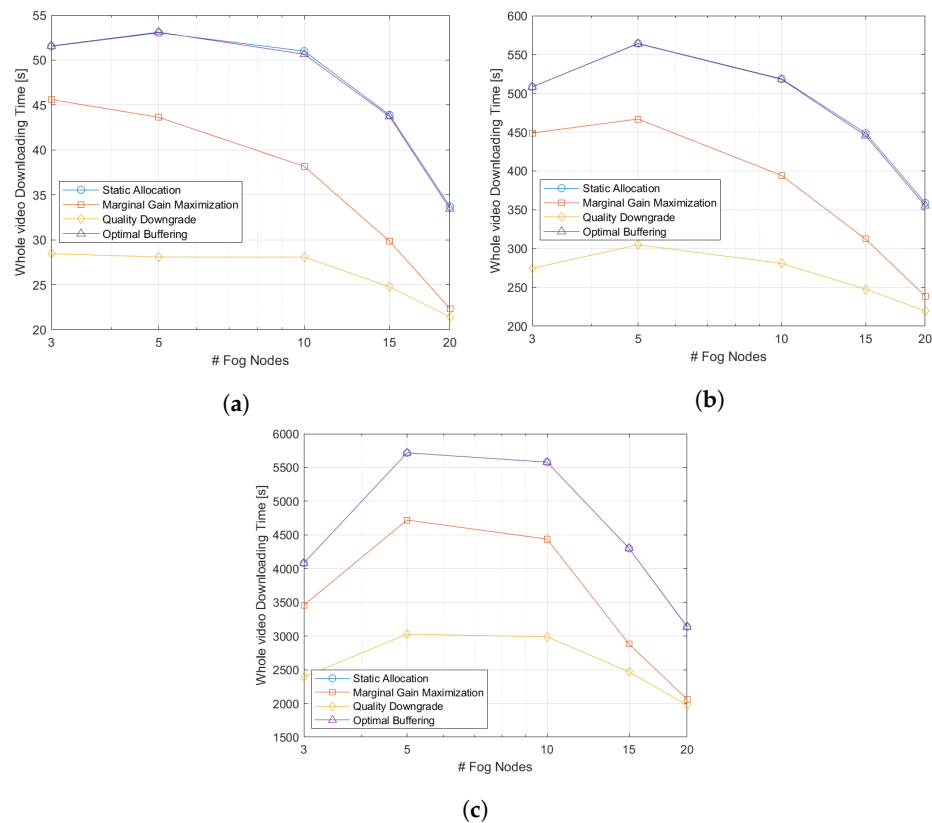 55
50
45
40
35
30
25
20
Whole video Downloading Time [s]
Static Allocation
Marginal Gain Maximization
Quality Downgrade
Optimal Buffering
3 5 10 15 20
# Fog Nodes
(a)
600
550
500
450
400
350
300
250
200
Whole video Downloading Time [s]
Static Allocation
Marginal Gain Maximization
Quality Downgrade
Optimal Buffering
3 5 10 15 20
# Fog Nodes
(b)
6000
5500
5000
4500
4000
3500
3000
2500
2000
1500
Whole video Downloading Time [s]
Static Allocation
Marginal Gain Maximization
Quality Downgrade
Optimal Buffering
3 5 10 15 20
# Fog Nodes
(c)